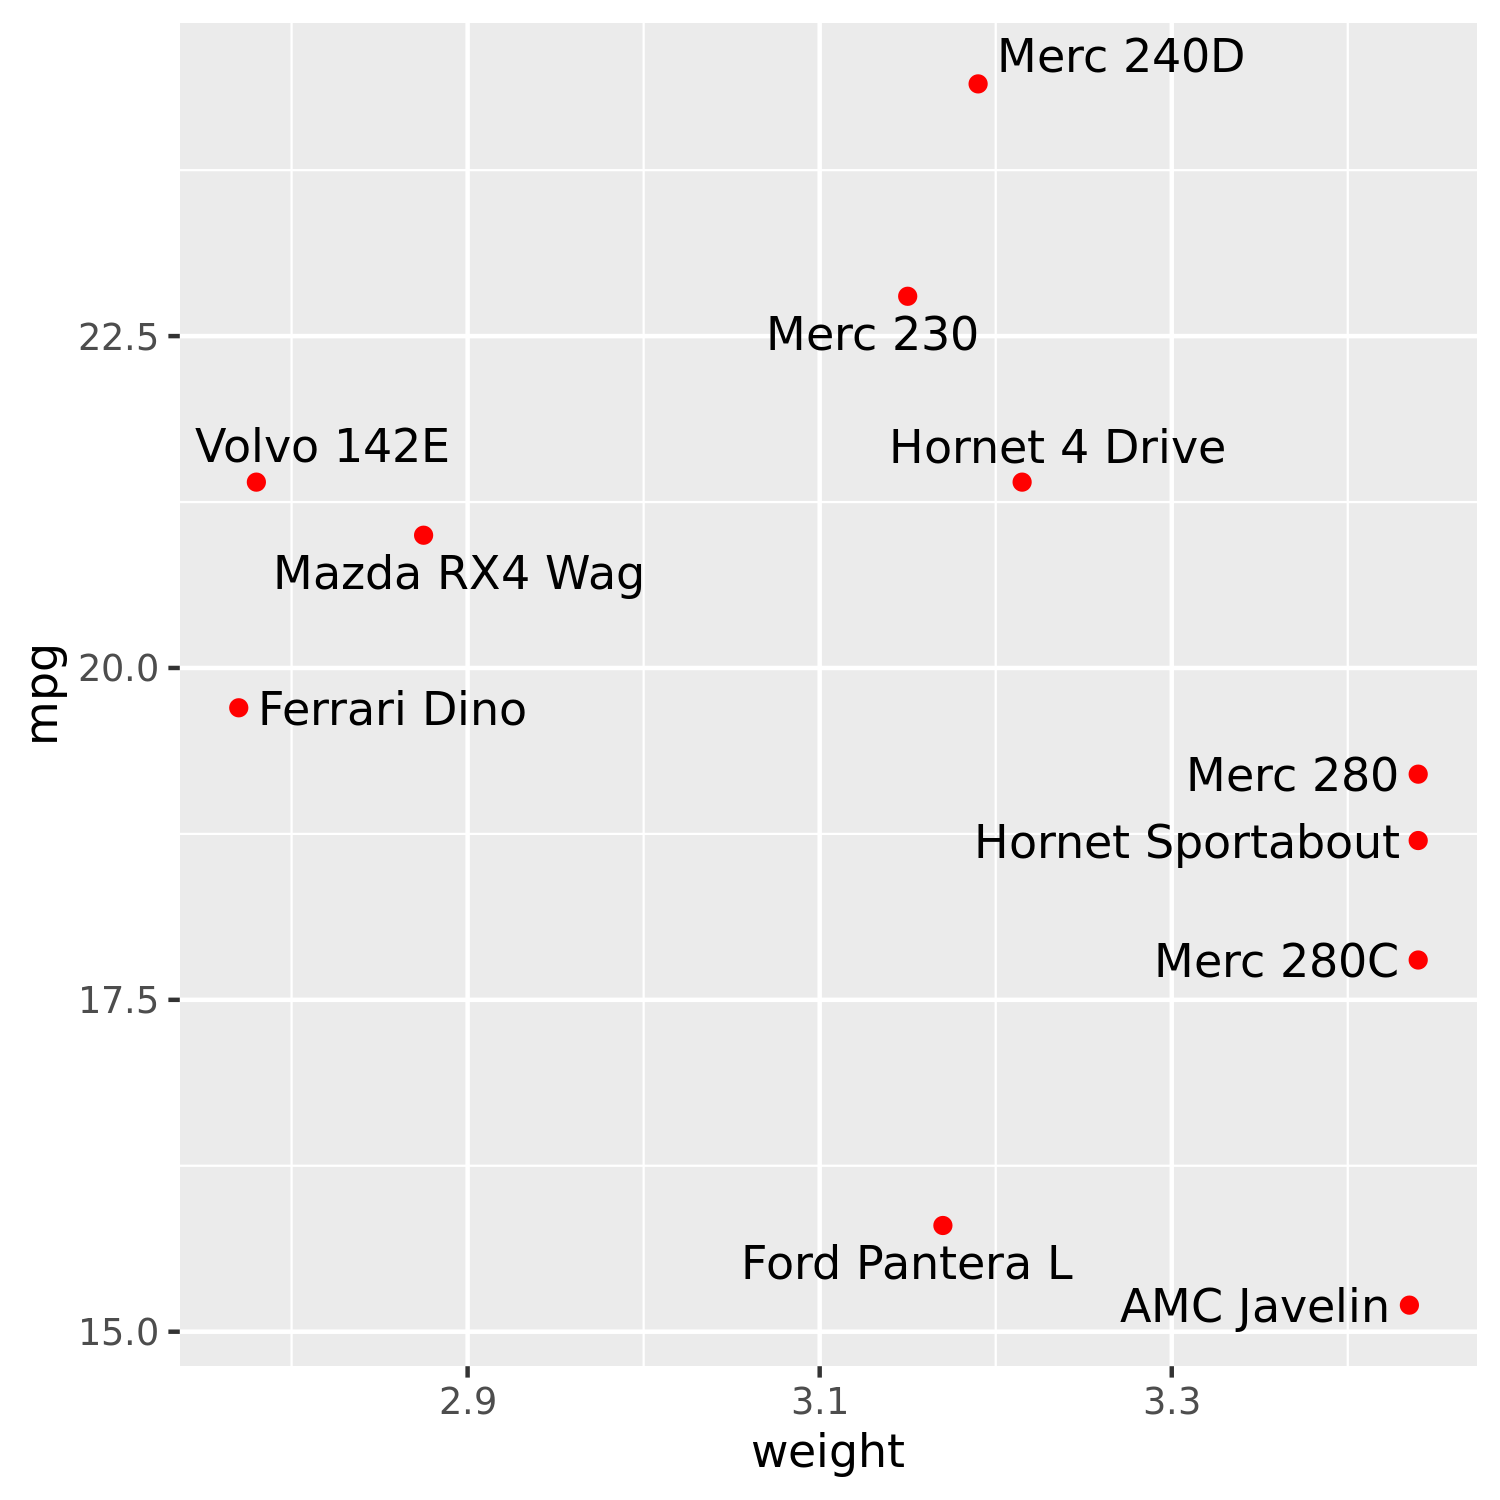 Merc 240D
Merc 230
22.5
Volvo 142E
Hornet 4 Drive
Mazda RX4 Wag
mpg
20.0
Ferrari Dino
Merc 280
Hornet Sportabout
Merc 280C
17.5
Ford Pantera L
AMC Javelin
15.0
2.9 3.1 3.3
weight